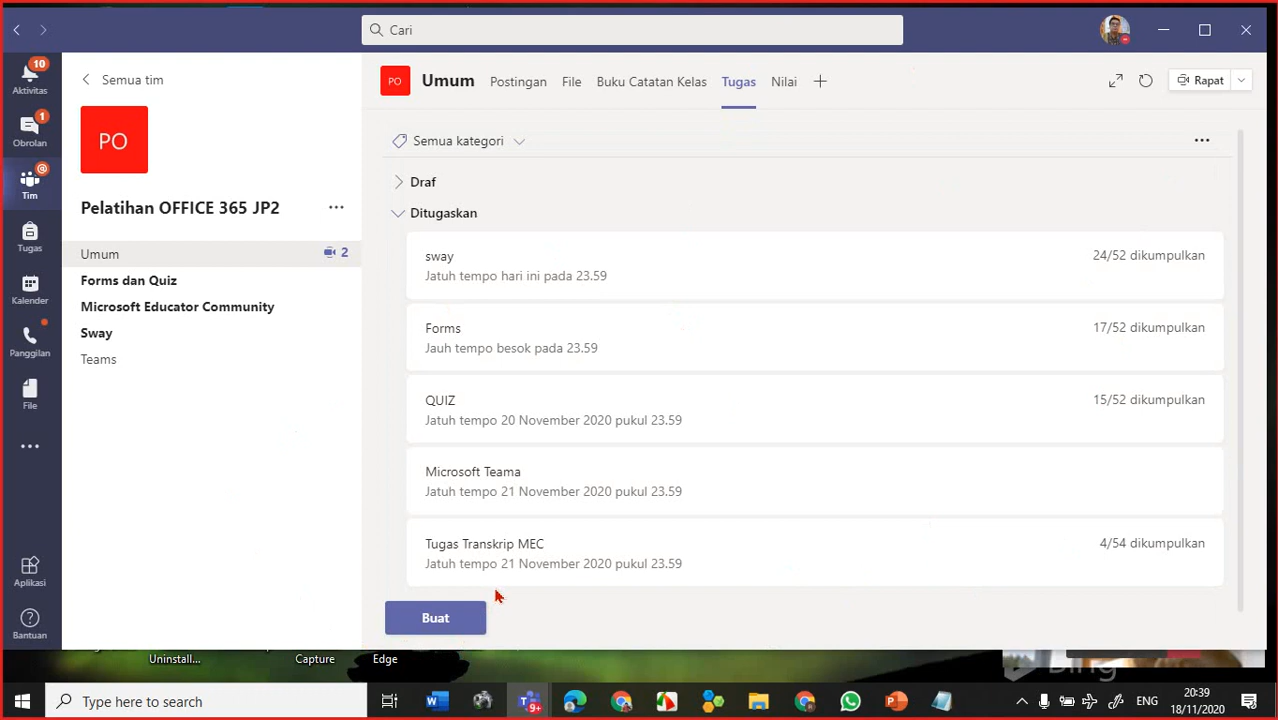 Cari
10
Aktivitas
1
Obrolan
@
Tim
Tugas
Kalender
Panggilan
File
Aplikasi
Bantuan
Semua tim
PO
Pelatihan OFFICE 365 JP2
Umum
2
Forms dan Quiz
Microsoft Educator Community
Sway
Teams
PO
Umum Postingan File Buku Catatan Kelas Tugas Nilai
Rapat
Semua kategori
Draf
Ditugaskan
sway
24/52 dikumpulkan
Jatuh tempo hari ini pada 23.59
Forms
17/52 dikumpulkan
Jauh tempo besok pada 23.59
QUIZ
15/52 dikumpulkan
Jatuh tempo 20 November 2020 pukul 23.59
Microsoft Teama
Jatuh tempo 21 November 2020 pukul 23.59
Tugas Transkrip MEC
4/54 dikumpulkan
Jatuh tempo 21 November 2020 pukul 23.59
Buat
Uninstall...
Capture
Edge
Bing
Type here to search
9+
ENG
20:39
18/11/2020